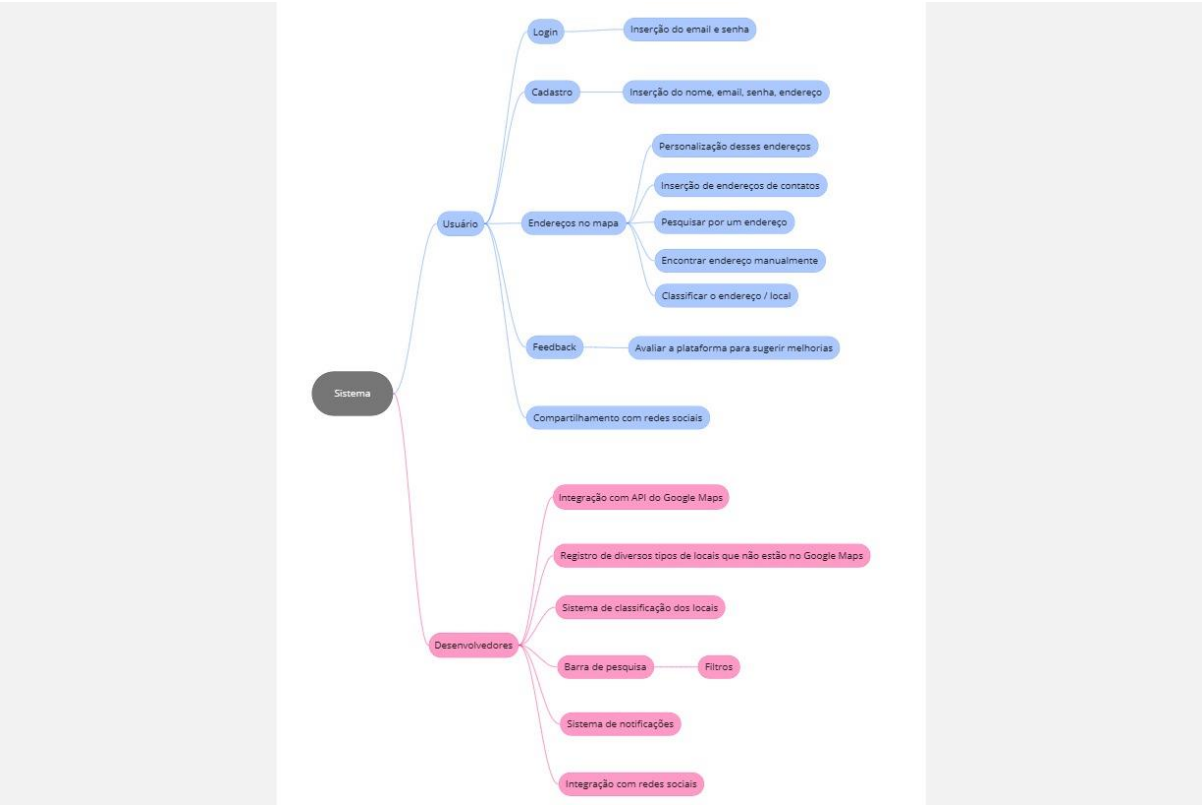 Login
Inserção do email e senha
Cadastro
Inserção do nome, email, senha, endereço
Personalização desses endereços
Inserção de endereços de contatos
Usuário
Endereços no mapa
Pesquisar por um endereço
Encontrar endereço manualmente
Classificar o endereço / local
Feedback
Avaliar a plataforma para sugerir melhorias
Sistema
Compartilhamento com redes sociais
Integração com API do Google Maps
Registro de diversos tipos de locais que não estão no Google Maps
Sistema de classificação dos locais
Desenvolvedores
Barra de pesquisa
Filtros
Sistema de notificações
Integração com redes sociais